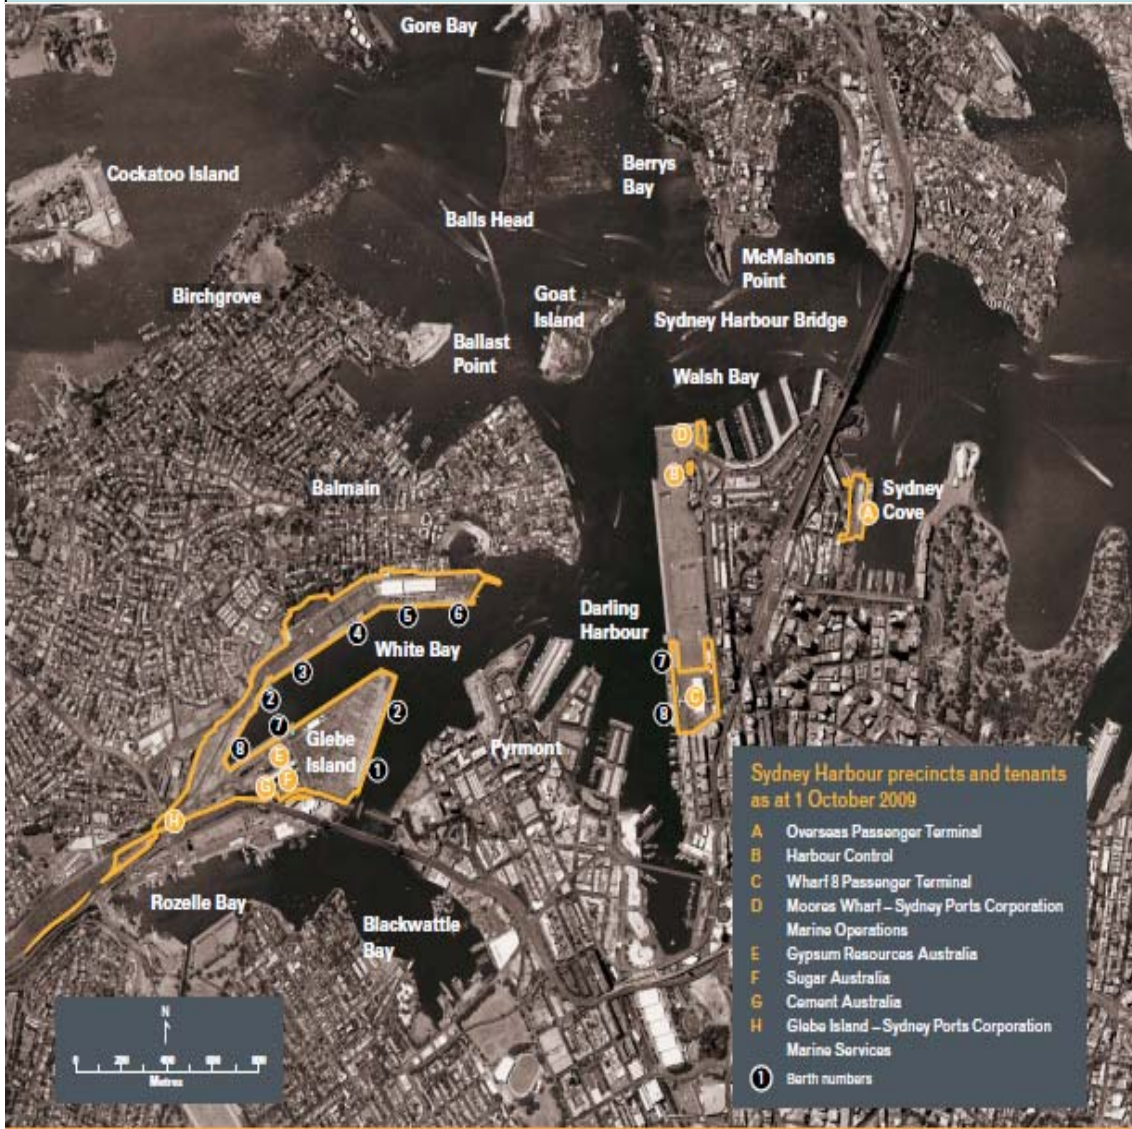 Gore Bay
Cockatoo Island
Berrys
Bay
Balls Head
McMahons
Point
Birchgrove
Goat
Island
Sydney Harbour Bridge
Ballast
Point
Walsh Bay
D
B
Balmain
Sydney
Cove
A
Darling
Harbour
6
5
4
White Bay
3
7
2
C
7
2
8
8
Glebe
Island
Pyrmont
E
1
F
G
H
Rozelle Bay
Blackwattle
Bay
N
0 200 400 600 800
Metres
Sydney Harbour precincts and tenants
as at 1 October 2009
A Overseas Passenger Terminal
B Harbour Control
C Wharf 8 Passenger Terminal
D Moores Wharf – Sydney Ports Corporation
Marine Operations
E Gypsum Resources Australia
F Sugar Australia
G Cement Australia
H Glebe Island – Sydney Ports Corporation
Marine Services
1 Berth numbers